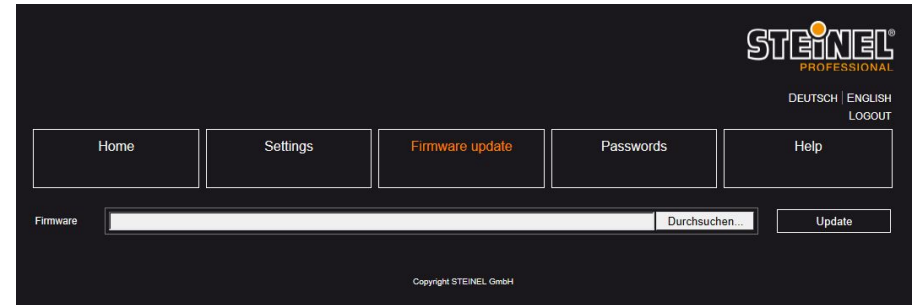 STEINEL®
PROFESSIONAL
DEUTSCH | ENGLISH
LOGOUT
Home Settings Firmware update Passwords Help
Firmware Durchsuchen... Update
Copyright STEINEL GmbH